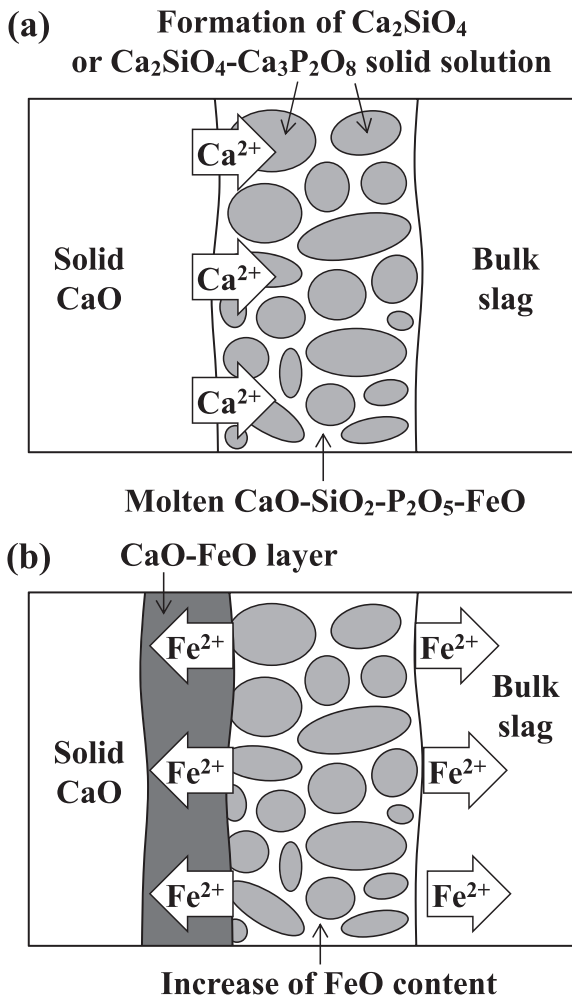 (a) Formation of Ca2SiO4
or Ca2SiO4-Ca3P2O8 solid solution
Ca2+
Solid
CaO
Ca2+
Bulk
slag
Ca2+
Molten CaO-SiO2-P2O5-FeO
(b) CaO-FeO layer
Fe2+ Fe2+
Bulk
slag
Solid
CaO
Fe2+ Fe2+
Fe2+ Fe2+
Increase of FeO content